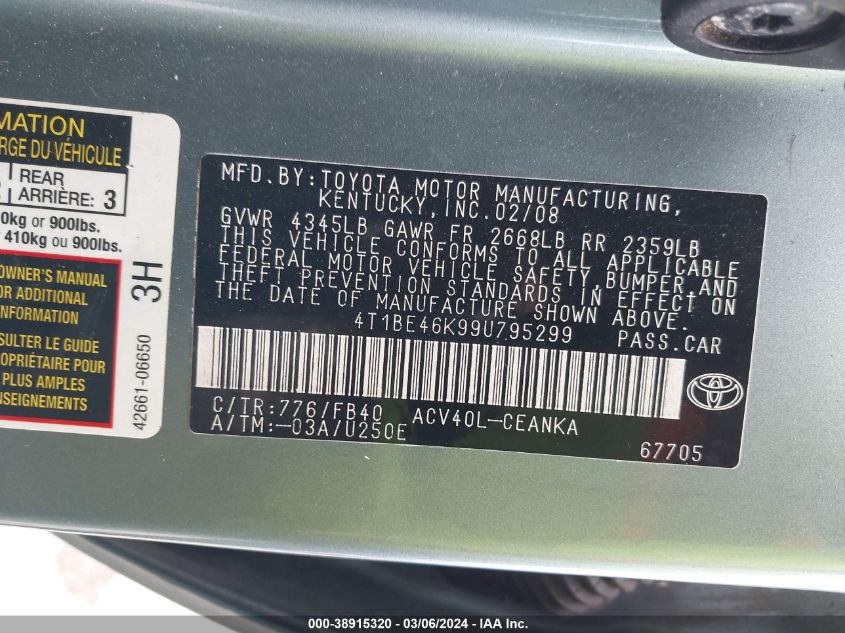 MATION
RGE DU VÉHICULE
REAR
ARRIÈRE: 3
0kg or 900lbs.
410kg ou 900lbs.
OWNER'S MANUAL
OR ADDITIONAL
INFORMATION
SULTER LE GUIDE
OPRIÉTAIRE POUR
PLUS AMPLES
NSEIGNEMENTS
3H
42661-06650
MFD.BY:TOYOTA MOTOR MANUFACTURING,
KENTUCKY,INC.02/08
GVWR 4345LB GAWR FR 2668LB RR 2359LB
THIS VEHICLE CONFORMS TO ALL APPLICABLE
FEDERAL MOTOR VEHICLE SAFETY,BUMPER,AND
THEFT PREVENTION STANDARDS IN EFFECT ON
THE DATE OF MANUFACTURE SHOWN ABOVE.
4T1BE46K99U795299 PASS.CAR
C/TR:776/FB40 ACV40L-CEANKA
A/TM:-03A/U250E
67705
000-38915320 - 03/06/2024 - IAA Inc.